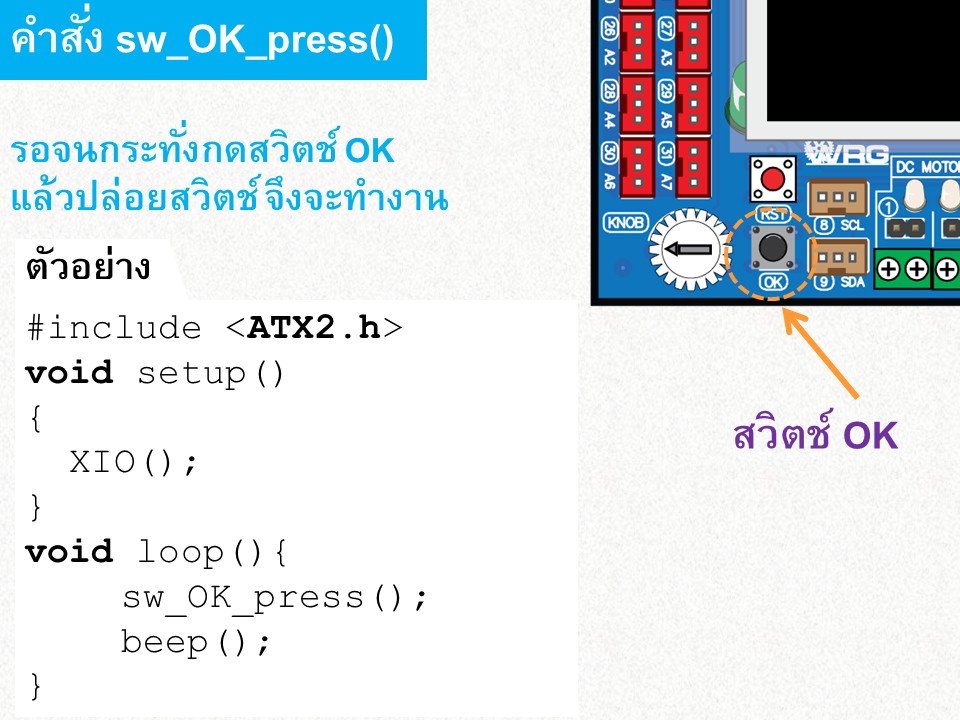 คำสั่ง sw_OK_press()
รอจนกระทั่งกดสวิตช์ OK
แล้วปล่อยสวิตช์ จึงจะทำงาน
ตัวอย่าง
#include <ATX2.h>
void setup()
{
XIO();
}
void loop(){
sw_OK_press();
beep();
}
26 A2
27 A3
28 A4
29 A5
30 A6
31 A7
WRG
DC MOTO
RST
1
KNOB
8 SCL
OK
9 SDA
สวิตช์ OK